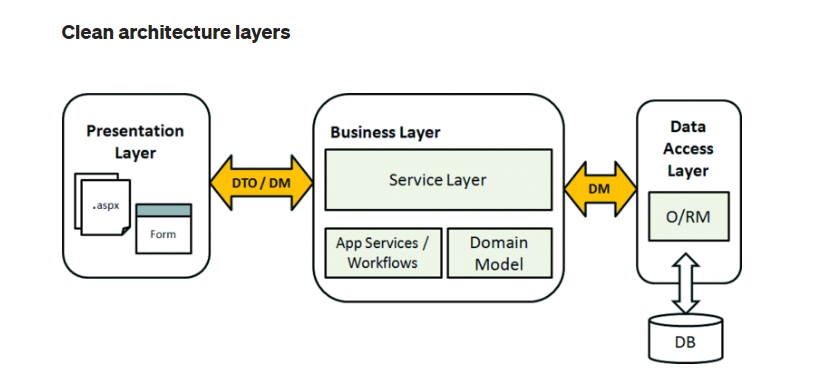 Clean architecture layers
Presentation
Layer
.aspx
Form
DTO / DM
Business Layer
Service Layer
App Services /
Workflows
Domain
Model
DM
Data
Access
Layer
O/RM
DB